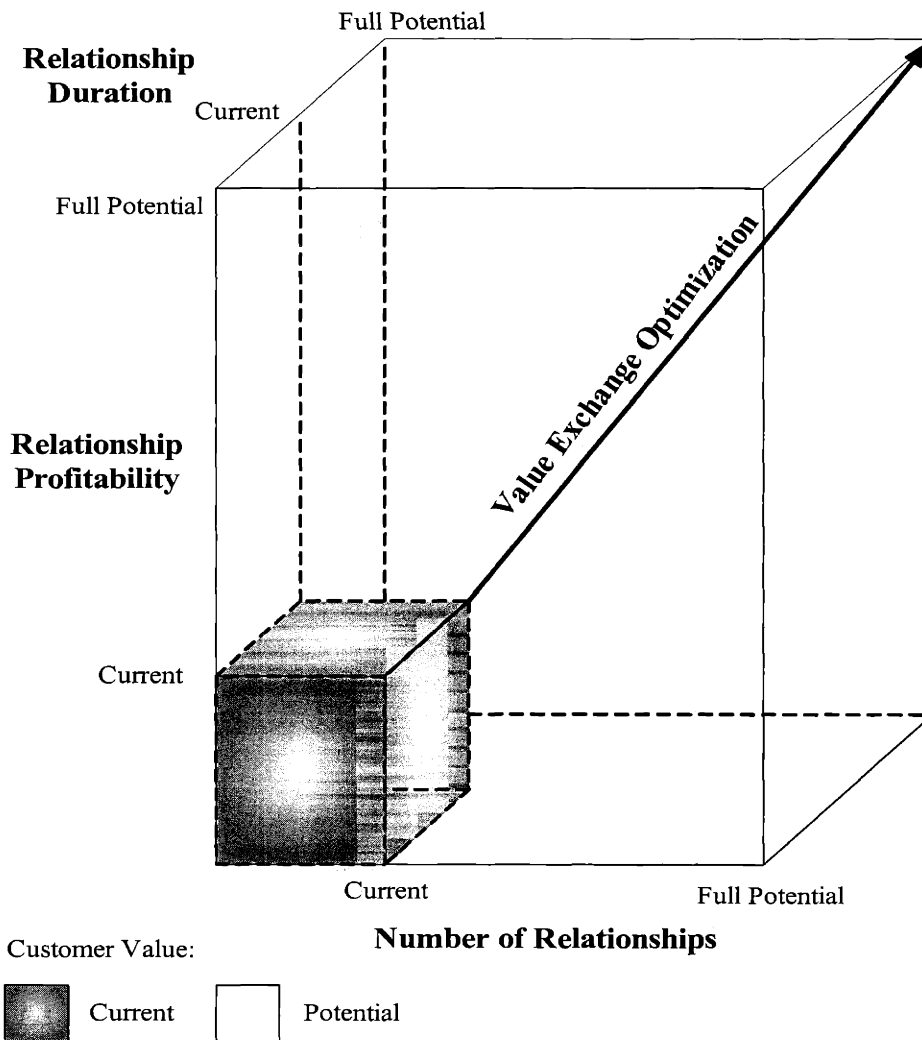 Full Potential
Relationship
Duration
Current
Full Potential
Value Exchange Optimization
Relationship
Profitability
Current
Current
Full Potential
Number of Relationships
Customer Value:
Current
Potential